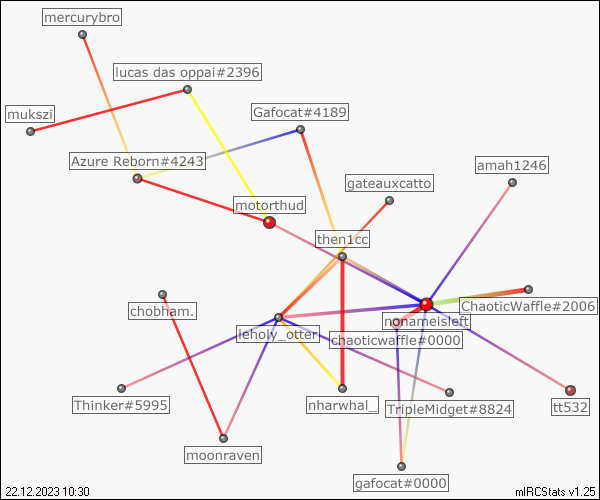 mercurybro
lucas das oppai#2396
mukszi
Gafocat#4189
Azure Reborn#4243
amah1246
gateauxcatto
motorthud
then1cc
chobham.
ChaoticWaffle#2006
nonameisleft
leholy_otter
chaoticwaffle#0000
Thinker#5995
nharwhal_
TripleMidget#8824
tt532
moonraven
gafocat#0000
22.12.2023 10:30
mIRCStats v1.25